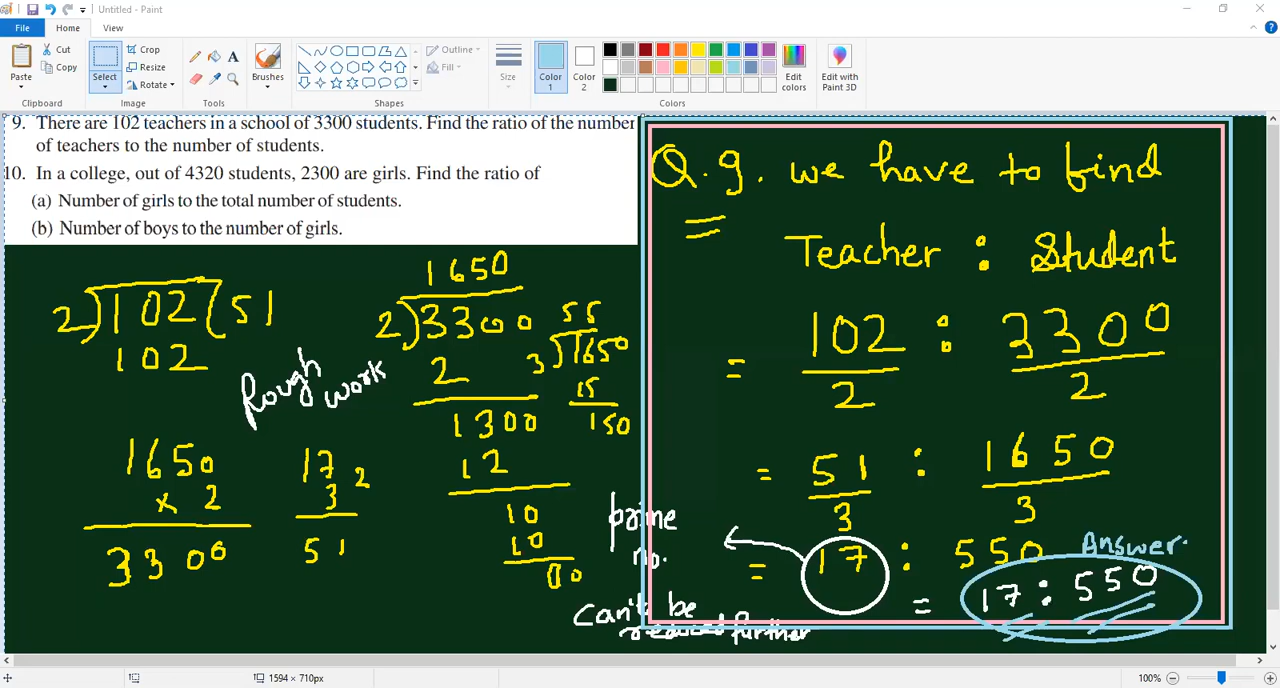 Untitled - Paint
File Home View
Paste Cut Copy Clipboard
Select Crop Resize Rotate Image
Tools
Brushes
Shapes Outline Fill
Size
Color 1 Color 2 Colors Edit colors
Edit with Paint 3D
9. There are 102 teachers in a school of 3300 students. Find the ratio of the number
of teachers to the number of students.
10. In a college, out of 4320 students, 2300 are girls. Find the ratio of
(a) Number of girls to the total number of students.
(b) Number of boys to the number of girls.
2)102(51
102
Rough
work
1650
2)3300
2
1300
12
10
10
00
55
3)1650
15
150
1650
× 2
3300
17 2
3
51
Q.9. we have to find
Teacher : Student
= 102/2 : 3300/2
= 51/3 : 1650/3
= 17 : 550
Answer.
= 17 : 550
prime
no.
can't be
reduced further
1594 × 710px
100%